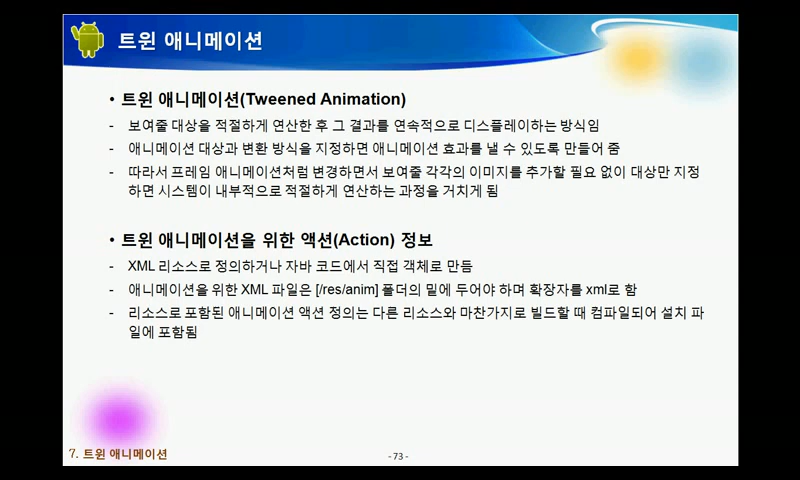 트윈 애니메이션
• 트윈 애니메이션(Tweened Animation)
- 보여줄 대상을 적절하게 연산한 후 그 결과를 연속적으로 디스플레이하는 방식임
- 애니메이션 대상과 변환 방식을 지정하면 애니메이션 효과를 낼 수 있도록 만들어 줌
- 따라서 프레임 애니메이션처럼 변경하면서 보여줄 각각의 이미지를 추가할 필요 없이 대상만 지정
하면 시스템이 내부적으로 적절하게 연산하는 과정을 거치게 됨
• 트윈 애니메이션을 위한 액션(Action) 정보
- XML 리소스로 정의하거나 자바 코드에서 직접 객체로 만듬
- 애니메이션을 위한 XML 파일은 [/res/anim] 폴더의 밑에 두어야 하며 확장자를 xml로 함
- 리소스로 포함된 애니메이션 액션 정의는 다른 리소스와 마찬가지로 빌드할 때 컴파일되어 설치 파
일에 포함됨
7. 트윈 애니메이션
- 73 -